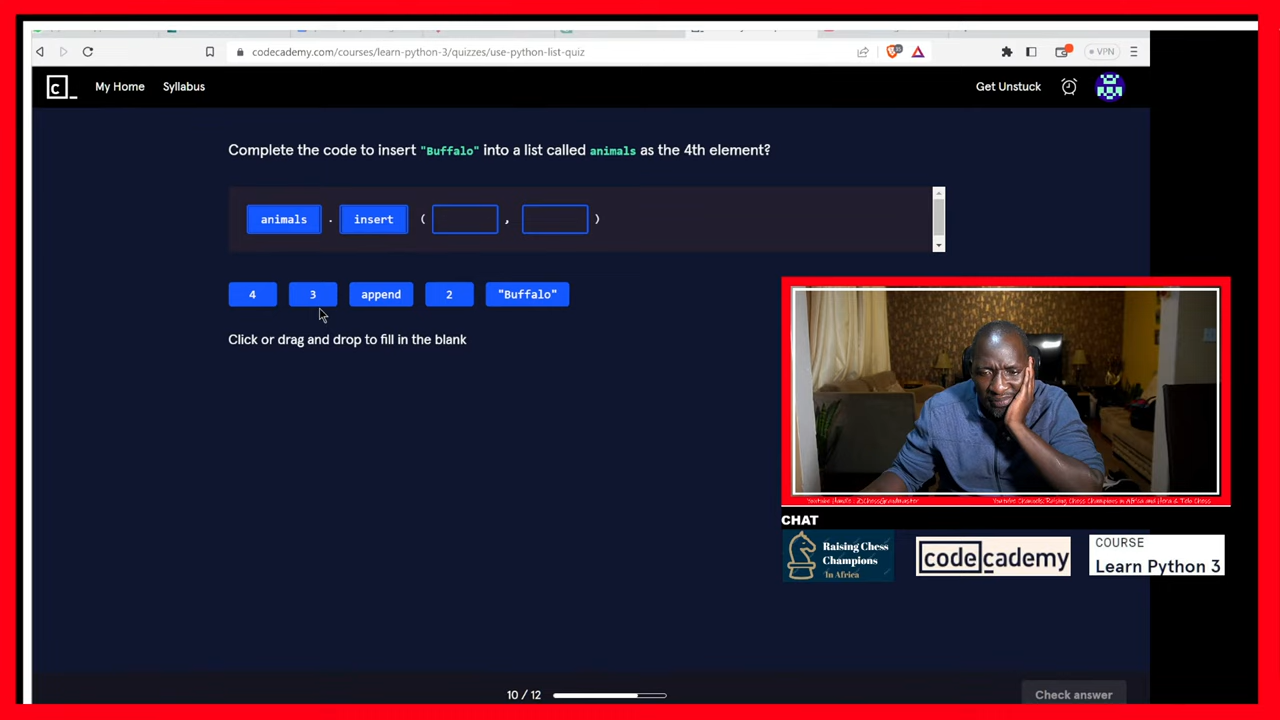 codecademy.com/courses/learn-python-3/quizzes/use-python-list-quiz
VPN
c_
My Home
Syllabus
Get Unstuck
Complete the code to insert "Buffalo" into a list called animals as the 4th element?
animals . insert ( , )
4
3
append
2
"Buffalo"
Click or drag and drop to fill in the blank
CHAT
Raising Chess
Champions
In Africa
codecademy
COURSE
Learn Python 3
10 / 12
Check answer